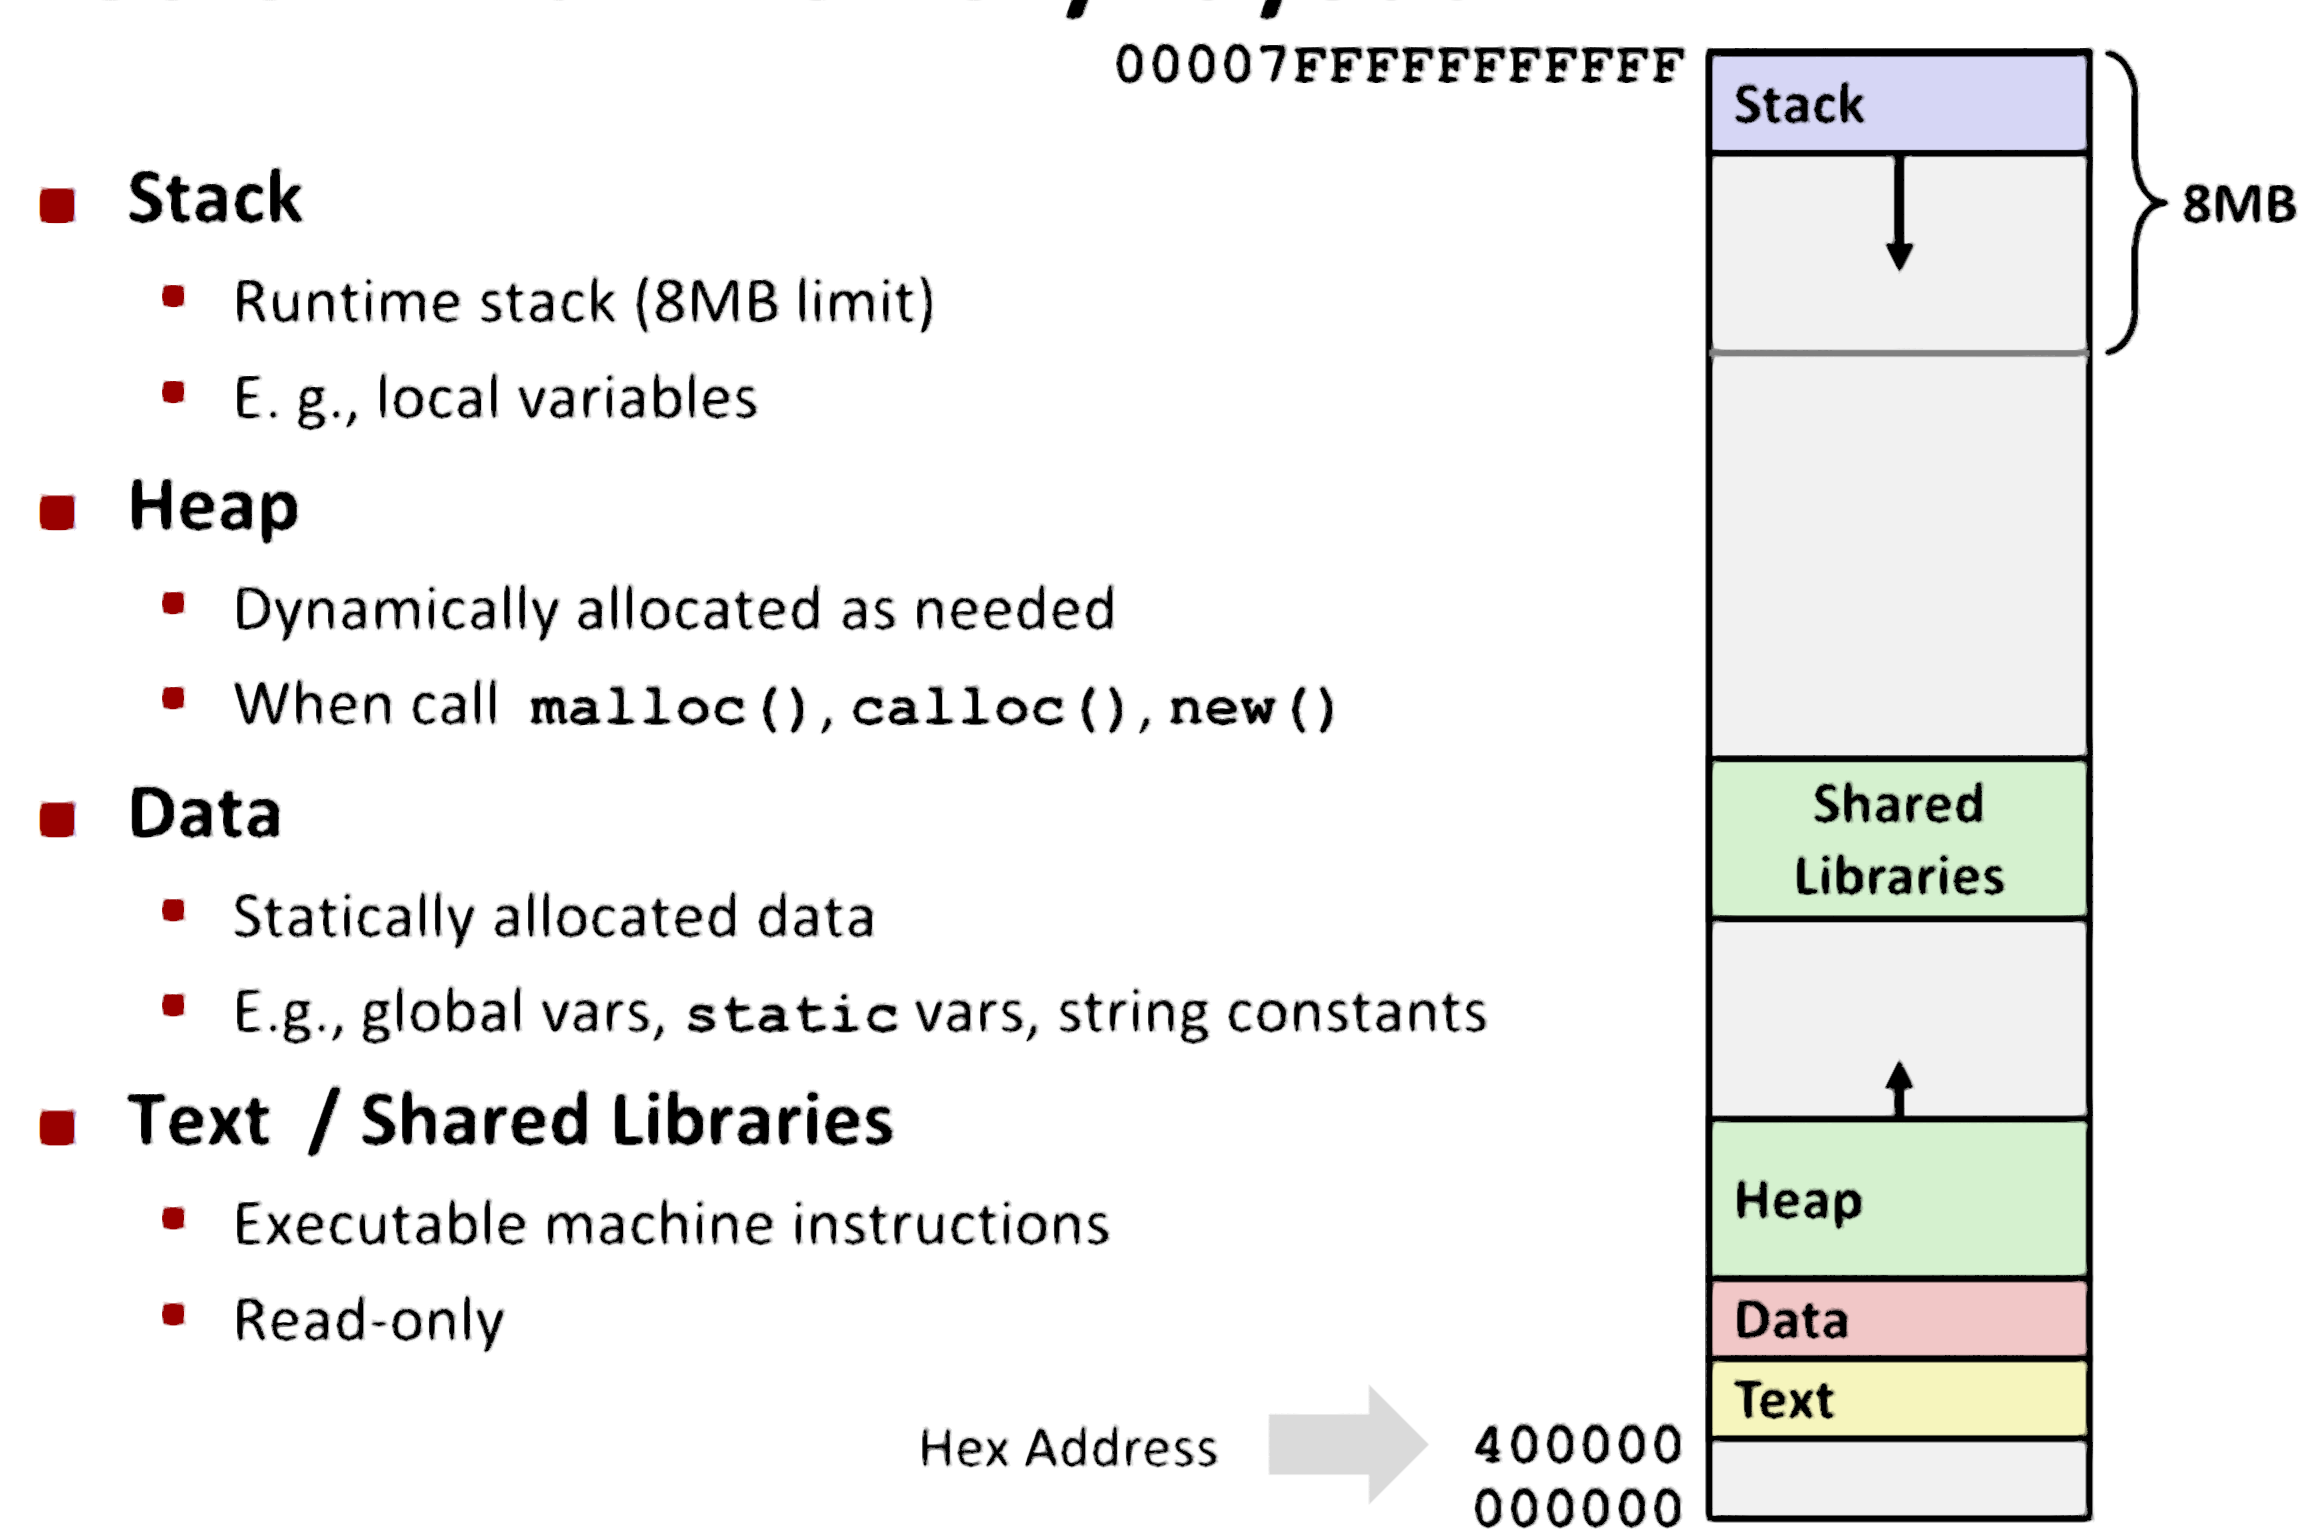 00007FFFFFFFFFFF
Stack
Runtime stack (8MB limit)
E. g., local variables
Heap
Dynamically allocated as needed
When call malloc(), calloc(), new()
Data
Statically allocated data
E.g., global vars, static vars, string constants
Text / Shared Libraries
Executable machine instructions
Read-only
Hex Address
400000
000000
Stack
8MB
Shared
Libraries
Heap
Data
Text